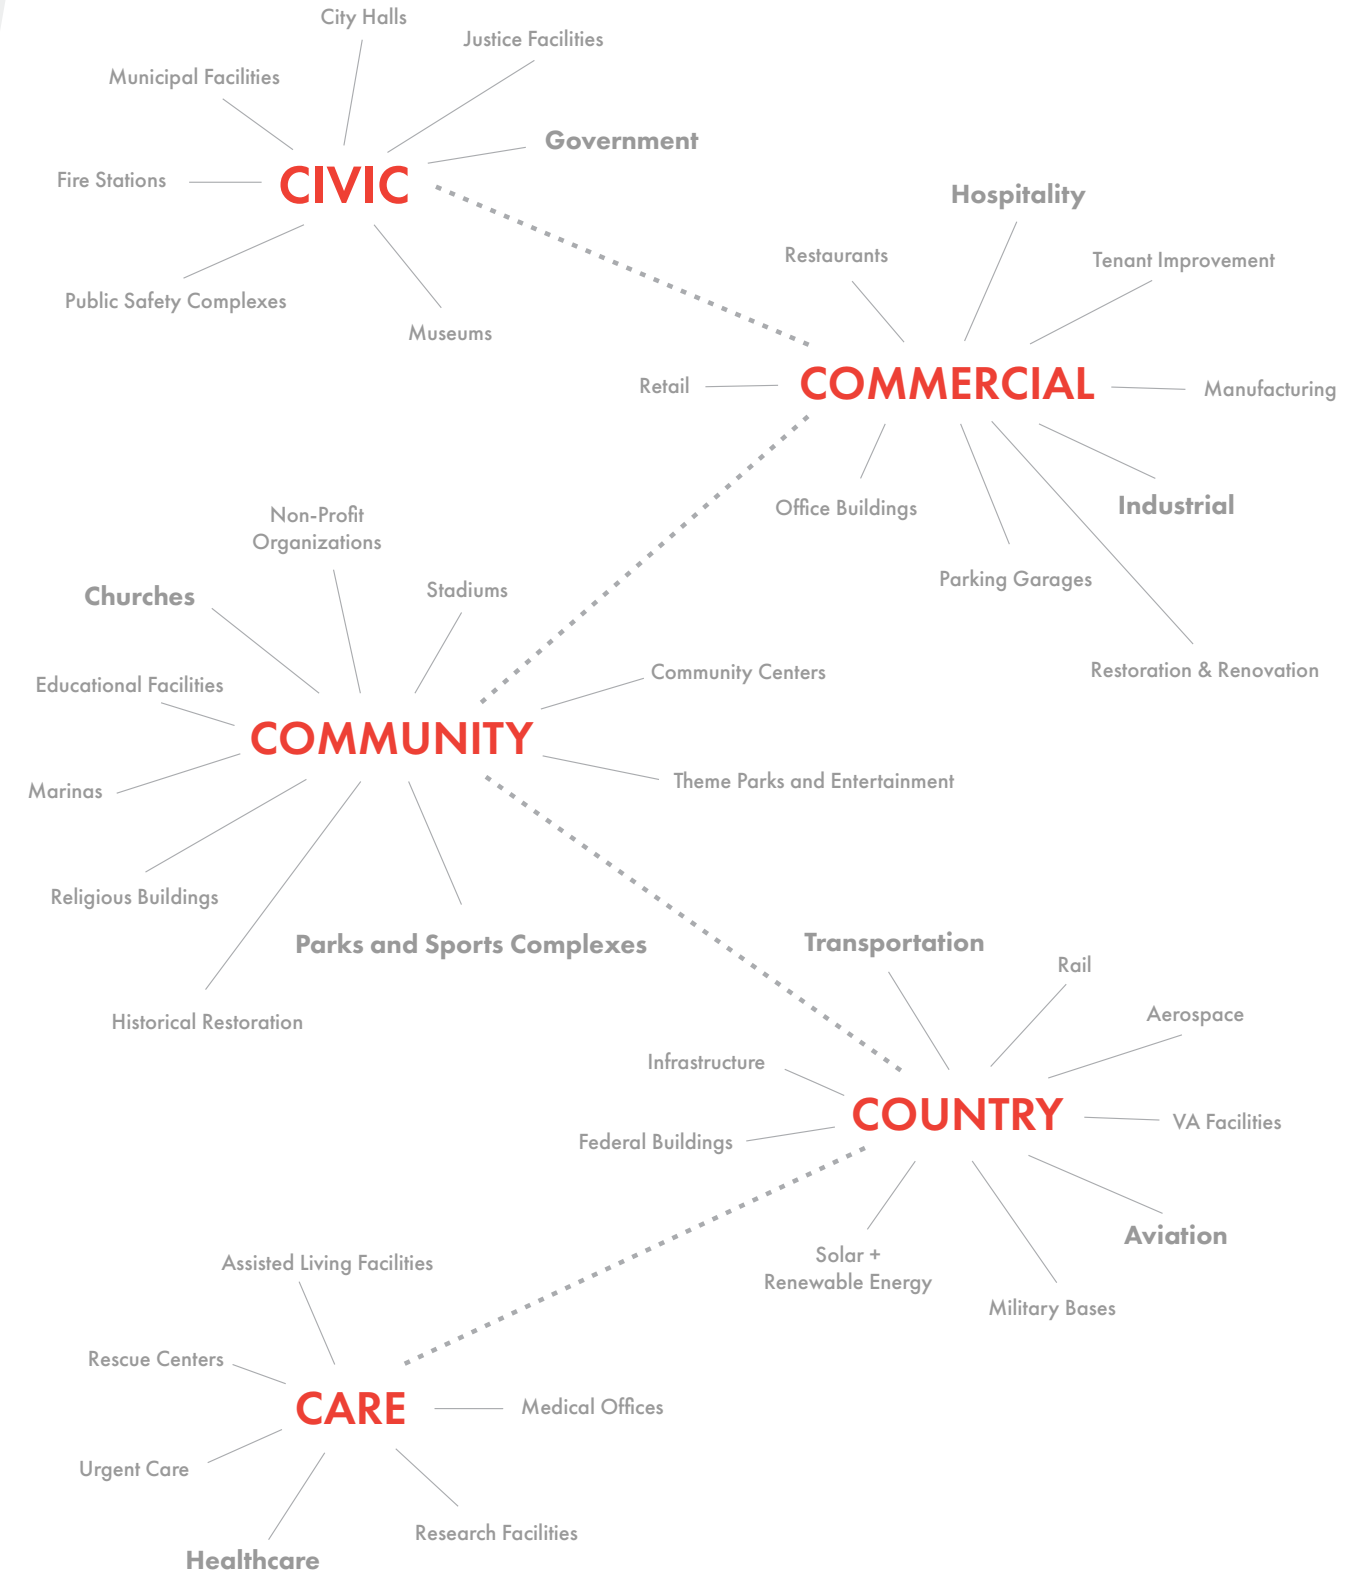 City Halls
Justice Facilities
Municipal Facilities
Government
Fire Stations
CIVIC
Public Safety Complexes
Museums
Hospitality
Restaurants
Tenant Improvement
Retail
COMMERCIAL
Manufacturing
Office Buildings
Industrial
Parking Garages
Restoration & Renovation
Non-Profit
Organizations
Churches
Stadiums
Educational Facilities
Community Centers
COMMUNITY
Marinas
Theme Parks and Entertainment
Religious Buildings
Parks and Sports Complexes
Historical Restoration
Transportation
Rail
Aerospace
Infrastructure
COUNTRY
VA Facilities
Federal Buildings
Aviation
Solar +
Renewable Energy
Military Bases
Assisted Living Facilities
Rescue Centers
CARE
Medical Offices
Urgent Care
Research Facilities
Healthcare